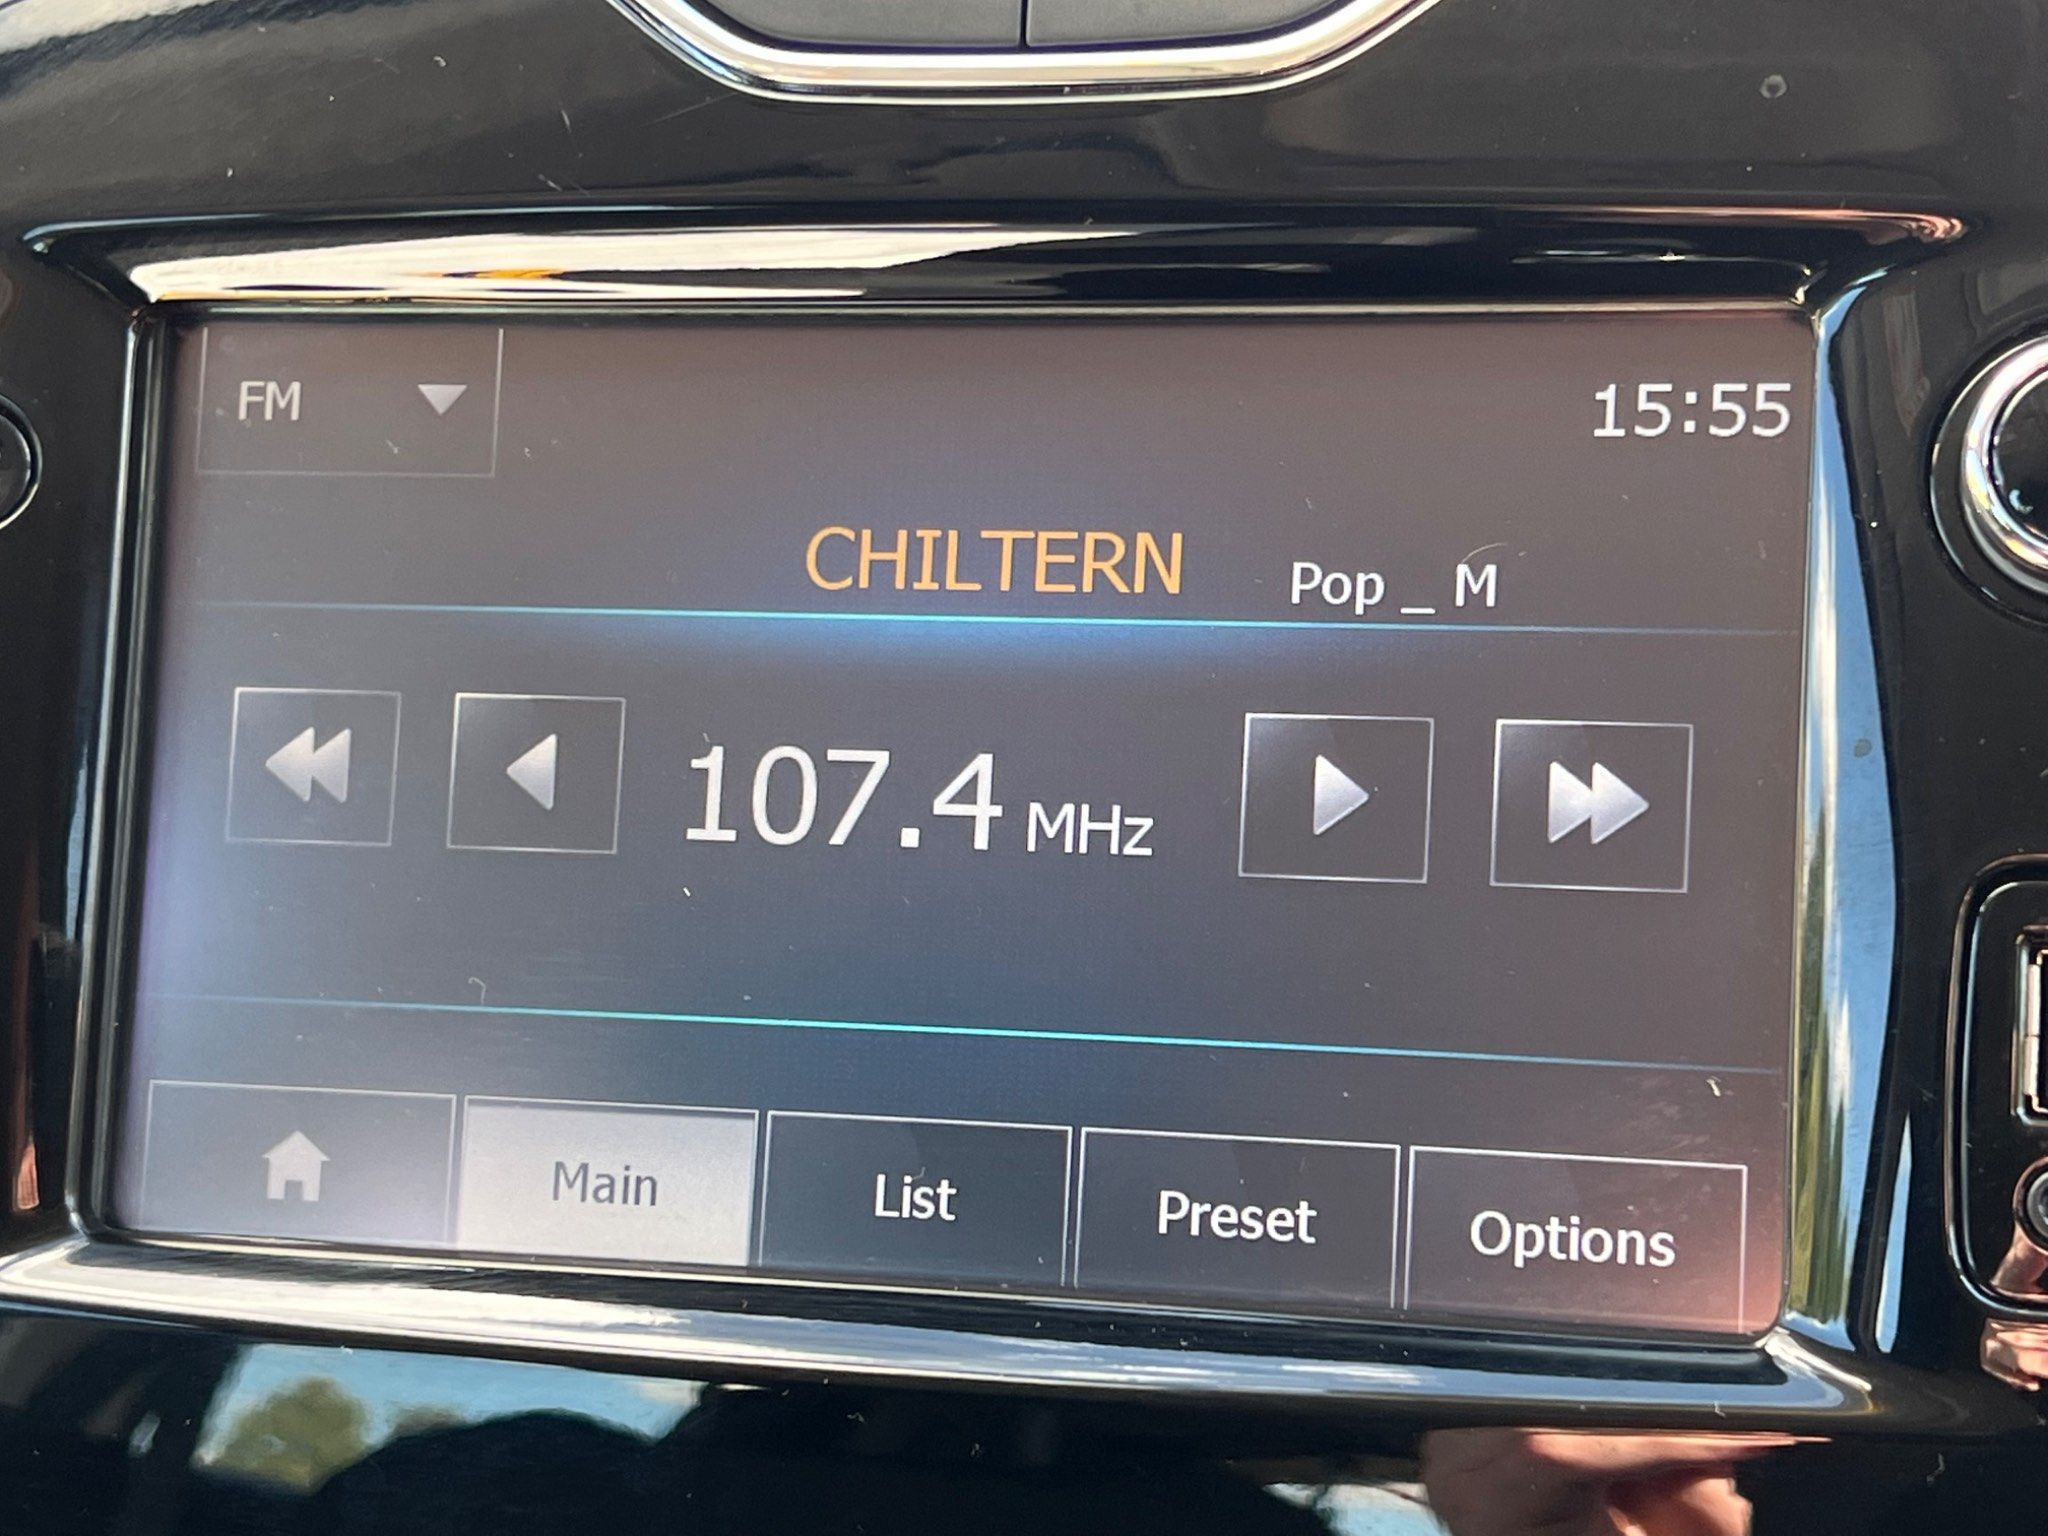 FM
15:55
CHILTERN Pop _ M
107.4 MHz
Main List Preset Options